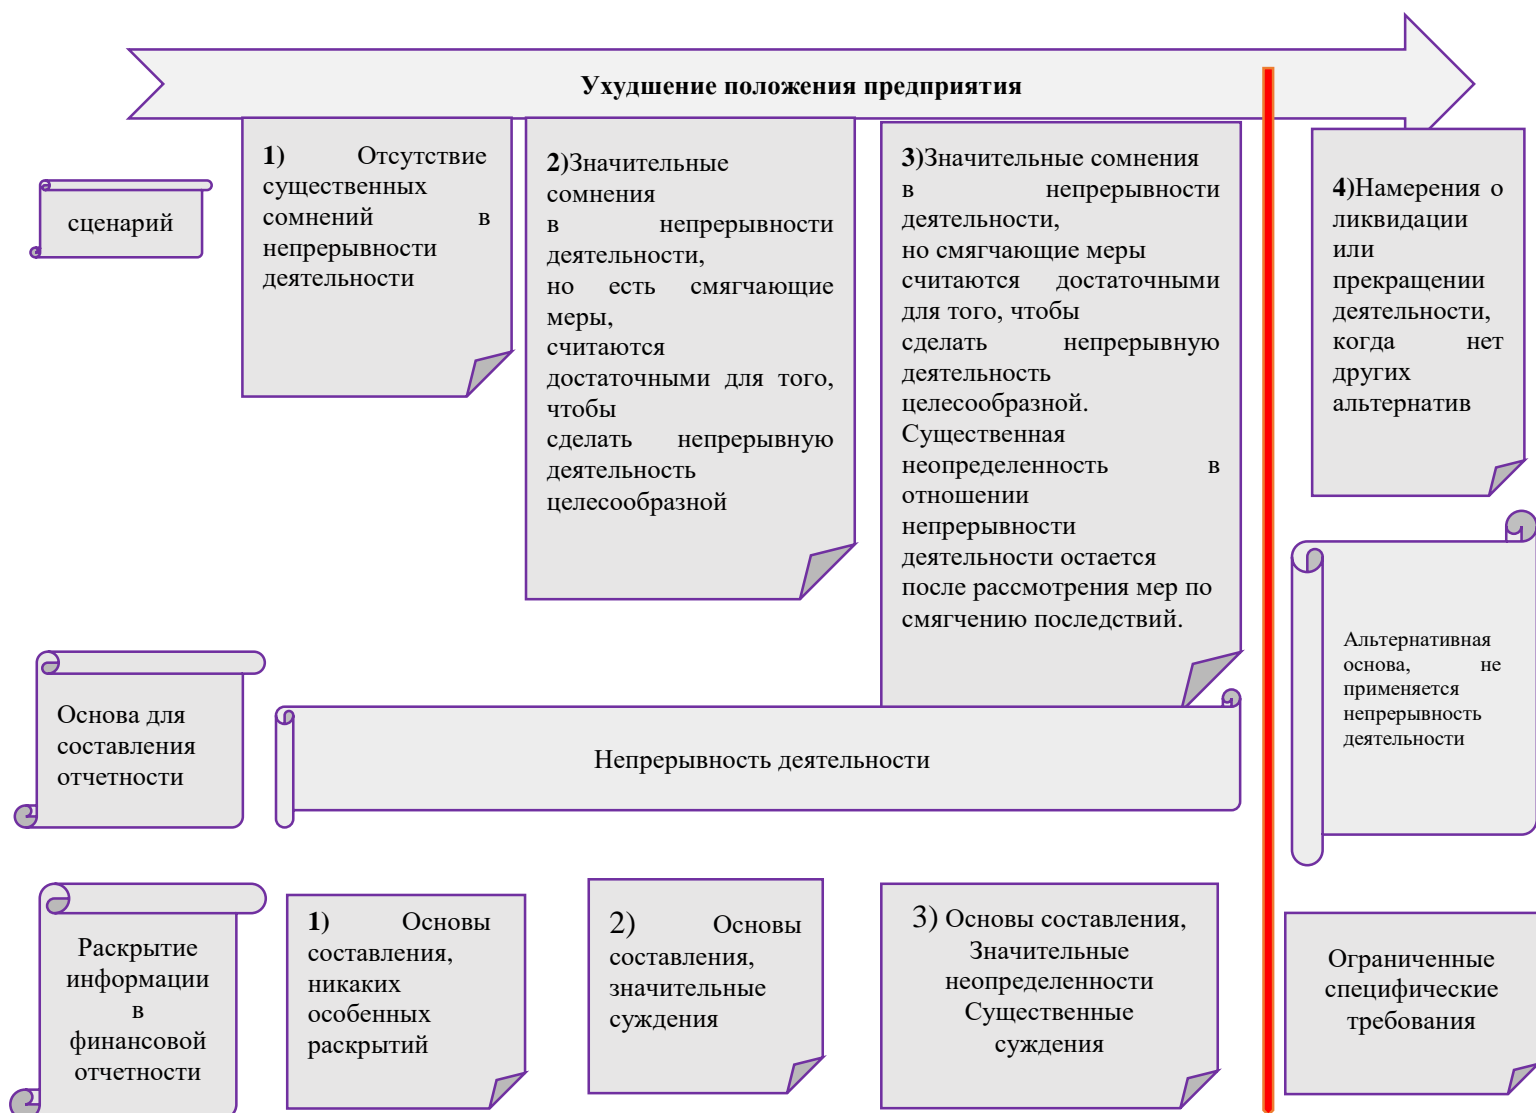 Ухудшение положения предприятия
сценарий
1) Отсутствие
существенных
сомнений в
непрерывности
деятельности
2)Значительные
сомнения
в непрерывности
деятельности,
но есть смягчающие
меры,
считаются
достаточными для того,
чтобы
сделать непрерывную
деятельность
целесообразной
3)Значительные сомнения
в непрерывности
деятельности,
но смягчающие меры
считаются достаточными
для того, чтобы
сделать непрерывную
деятельность
целесообразной.
Существенная
неопределенность в
отношении
непрерывности
деятельности остается
после рассмотрения мер по
смягчению последствий.
4)Намерения о
ликвидации
или
прекращении
деятельности,
когда нет
других
альтернатив
Основа для
составления
отчетности
Непрерывность деятельности
Альтернативная
основа, не
применяется
непрерывность
деятельности
Раскрытие
информации
в
финансовой
отчетности
1) Основы
составления,
никаких
особенных
раскрытий
2) Основы
составления,
значительные
суждения
3) Основы составления,
Значительные
неопределенности
Существенные
суждения
Ограниченные
специфические
требования